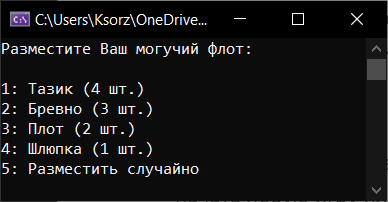 C:\Users\Ksorz\OneDrive...
Разместите Ваш могучий флот:
1: Тазик (4 шт.)
2: Бревно (3 шт.)
3: Плот (2 шт.)
4: Шлюпка (1 шт.)
5: Разместить случайно